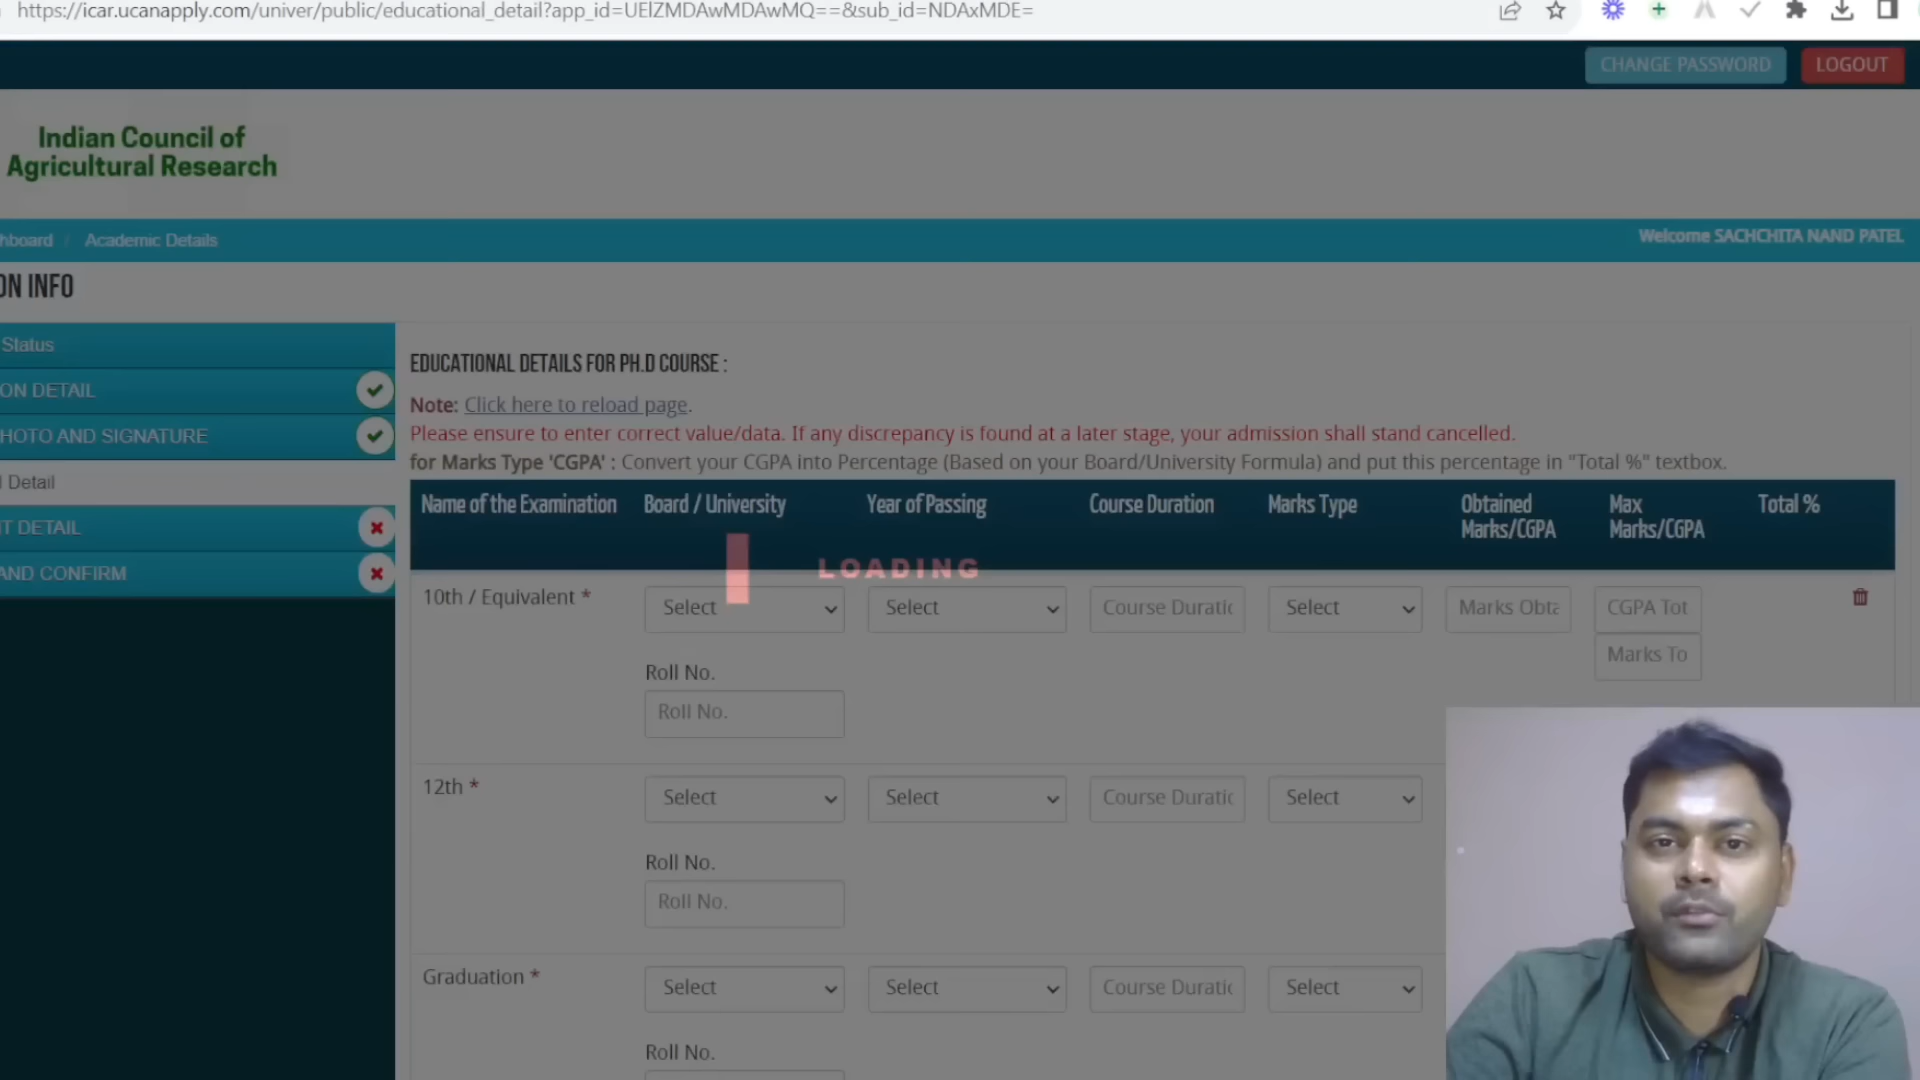 https://icar.ucanapply.com/univer/public/educational_detail?app_id=UElZMDAwMDAwMQ==&sub_id=NDAxMDE=
CHANGE PASSWORD
LOGOUT
Indian Council of
Agricultural Research
hboard / Academic Details
Welcome SACHCHITA NAND PATEL
ON INFO
Status
ON DETAIL
HOTO AND SIGNATURE
l Detail
IT DETAIL
AND CONFIRM
EDUCATIONAL DETAILS FOR PH.D COURSE :
Note: Click here to reload page.
Please ensure to enter correct value/data. If any discrepancy is found at a later stage, your admission shall stand cancelled.
for Marks Type 'CGPA' : Convert your CGPA into Percentage (Based on your Board/University Formula) and put this percentage in "Total %" textbox.
Name of the Examination Board / University Year of Passing Course Duration Marks Type Obtained Marks/CGPA Max Marks/CGPA Total %
LOADING
10th / Equivalent * Select Select Course Duratic Select Marks Obta CGPA Tot
Marks To
Roll No.
Roll No.
12th * Select Select Course Duratic Select
Roll No.
Roll No.
Graduation * Select Select Course Duratic Select
Roll No.